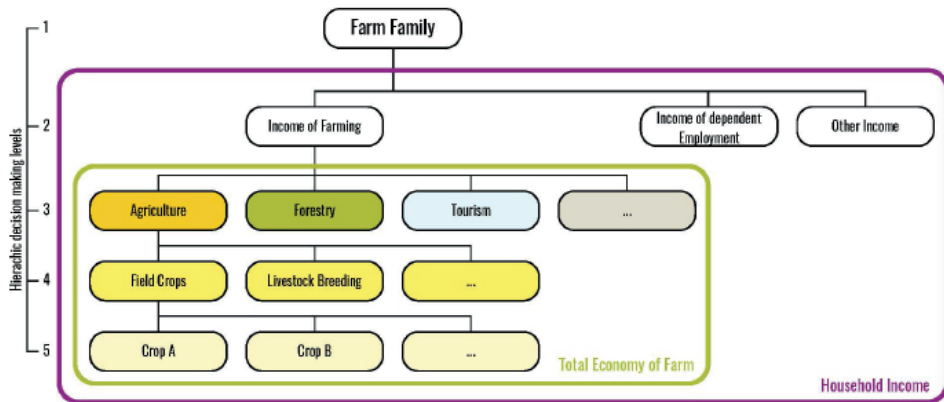 1
Farm Family
2
Income of Farming
Income of dependent
Employment
Other Income
Hierachic decision making levels
3
Agriculture
Forestry
Tourism
...
4
Field Crops
Livestock Breeding
...
5
Crop A
Crop B
...
Total Economy of Farm
Household Income